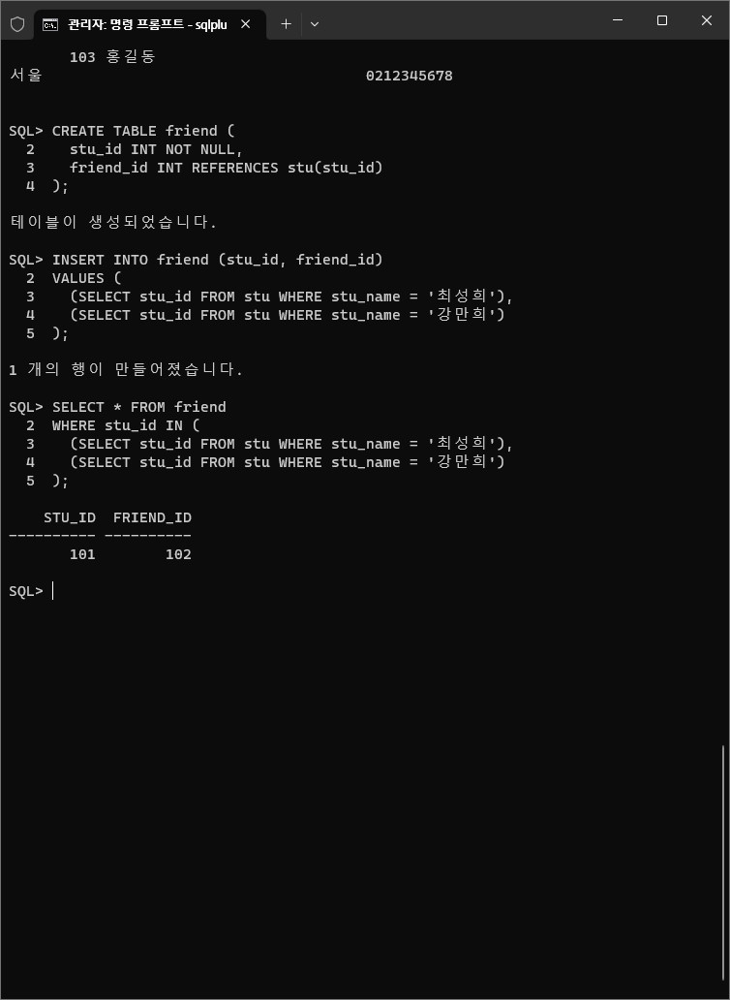 관리자: 명령 프롬프트 - sqlplu
103 홍길동
서울 0212345678
SQL> CREATE TABLE friend (
2 stu_id INT NOT NULL,
3 friend_id INT REFERENCES stu(stu_id)
4 );
테이블이 생성되었습니다.
SQL> INSERT INTO friend (stu_id, friend_id)
2 VALUES (
3 (SELECT stu_id FROM stu WHERE stu_name = '최성희'),
4 (SELECT stu_id FROM stu WHERE stu_name = '강만희')
5 );
1 개의 행이 만들어졌습니다.
SQL> SELECT * FROM friend
2 WHERE stu_id IN (
3 (SELECT stu_id FROM stu WHERE stu_name = '최성희'),
4 (SELECT stu_id FROM stu WHERE stu_name = '강만희')
5 );
STU_ID FRIEND_ID
---------- ----------
101 102
SQL>